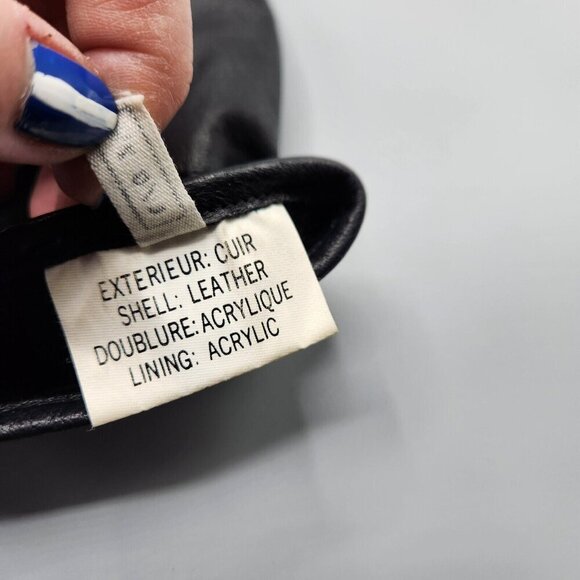 EXTERIEUR: CUIR
SHELL: LEATHER
DOUBLURE: ACRYLIQUE
LINING: ACRYLIC